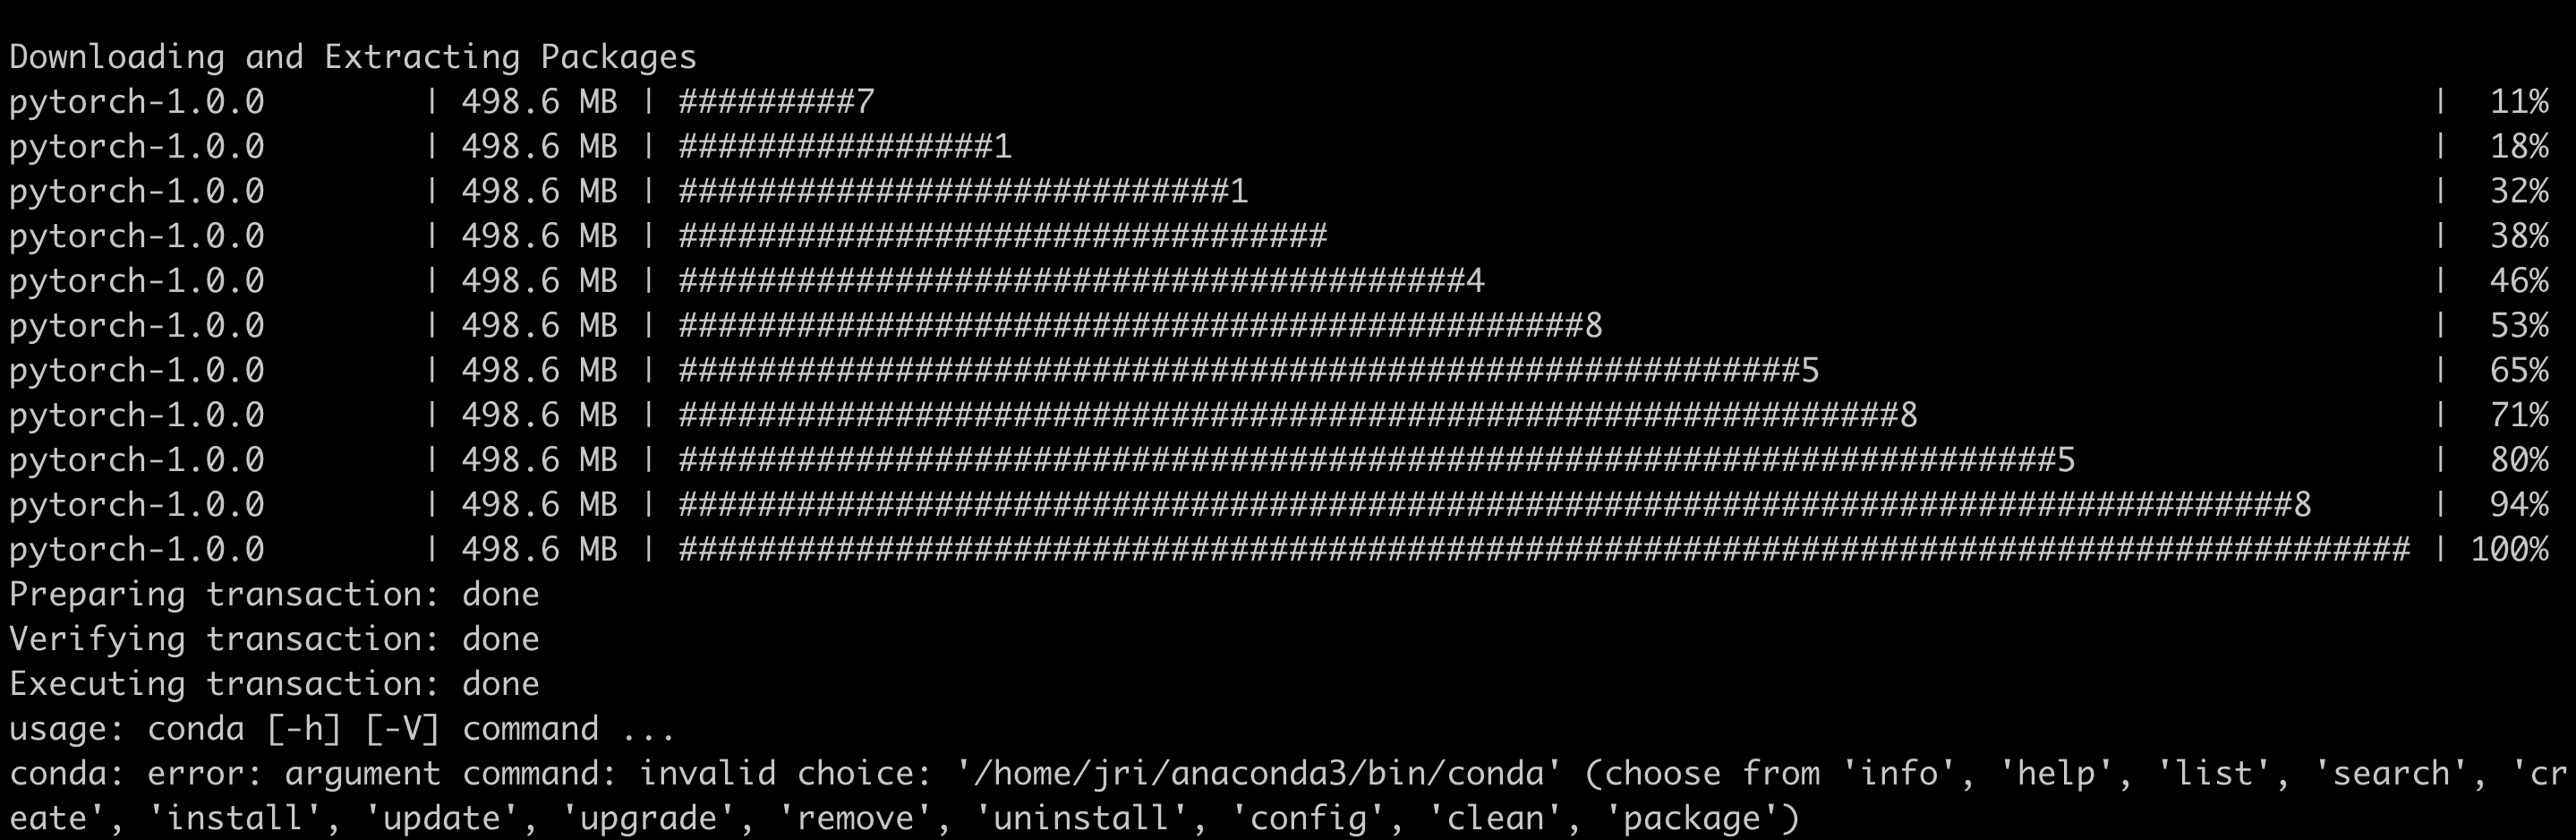 Downloading and Extracting Packages
pytorch-1.0.0        | 498.6 MB | #########7                                                                               |  11%
pytorch-1.0.0        | 498.6 MB | ################1                                                                        |  18%
pytorch-1.0.0        | 498.6 MB | ############################1                                                            |  32%
pytorch-1.0.0        | 498.6 MB | #################################                                                        |  38%
pytorch-1.0.0        | 498.6 MB | ########################################4                                                |  46%
pytorch-1.0.0        | 498.6 MB | ##############################################8                                          |  53%
pytorch-1.0.0        | 498.6 MB | #########################################################5                               |  65%
pytorch-1.0.0        | 498.6 MB | ##############################################################8                          |  71%
pytorch-1.0.0        | 498.6 MB | ######################################################################5                  |  80%
pytorch-1.0.0        | 498.6 MB | ##################################################################################8      |  94%
pytorch-1.0.0        | 498.6 MB | ######################################################################################## | 100%
Preparing transaction: done
Verifying transaction: done
Executing transaction: done
usage: conda [-h] [-V] command ...
conda: error: argument command: invalid choice: '/home/jri/anaconda3/bin/conda' (choose from 'info', 'help', 'list', 'search', 'cr
eate', 'install', 'update', 'upgrade', 'remove', 'uninstall', 'config', 'clean', 'package')